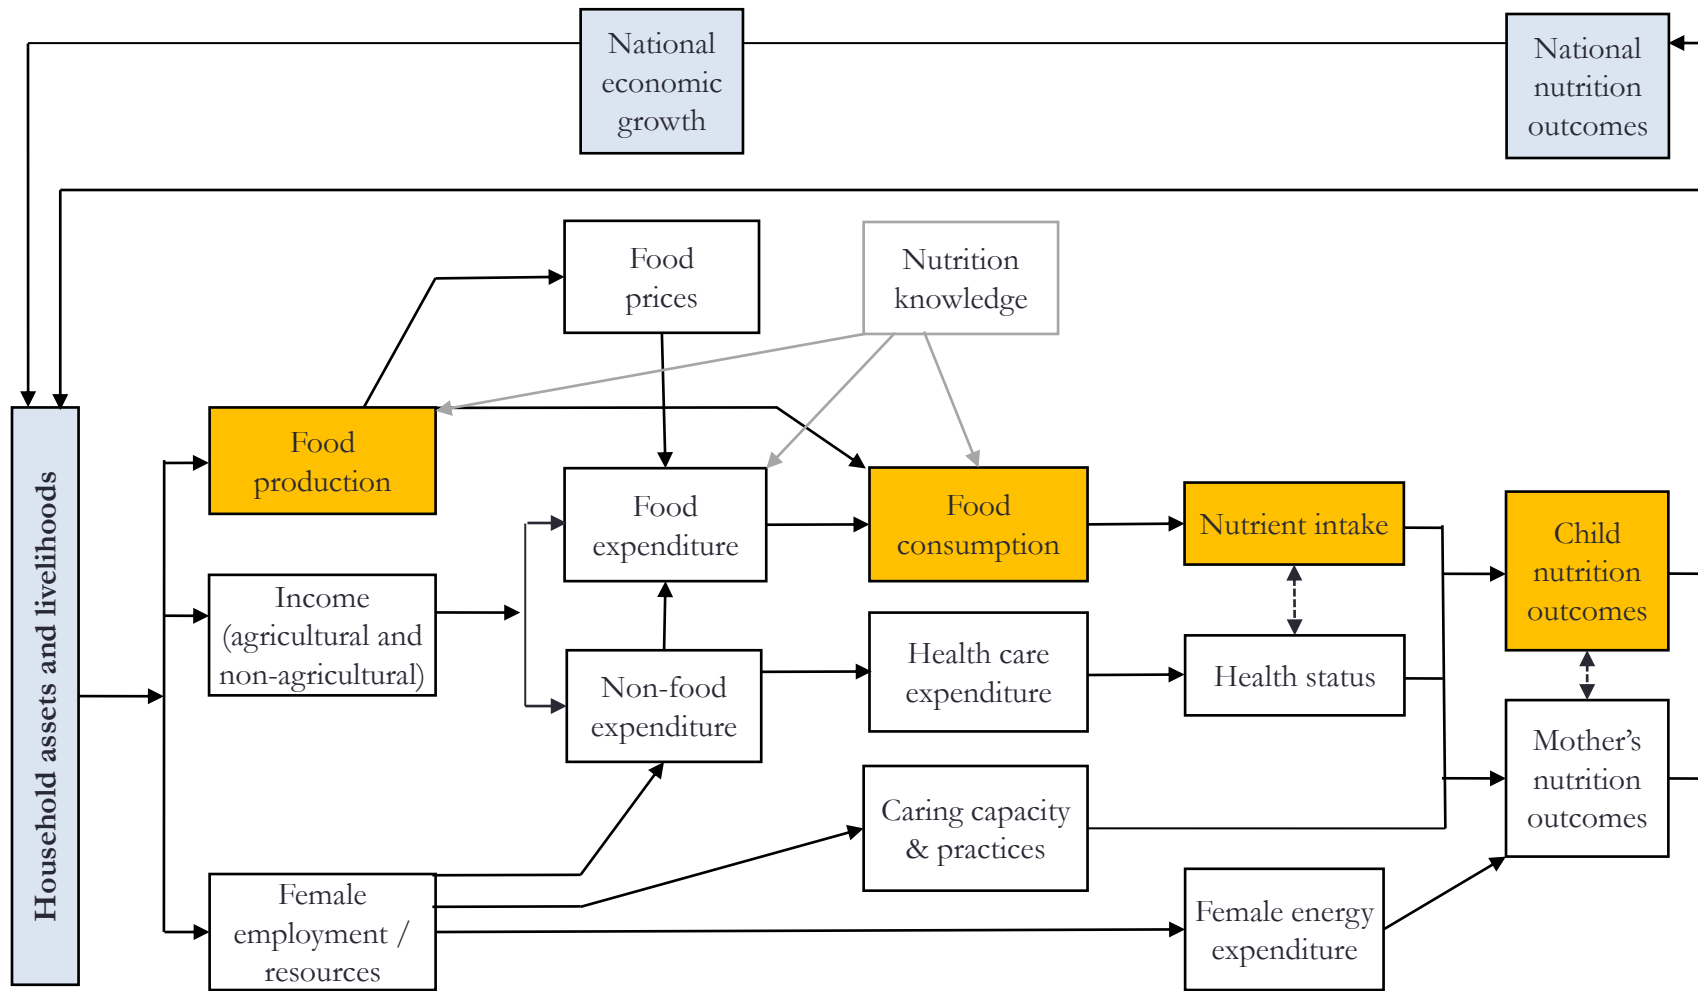 National
economic
growth
National
nutrition
outcomes
Food
prices
Nutrition
knowledge
Household assets and livelihoods
Food
production
Food
expenditure
Food
consumption
Nutrient intake
Child
nutrition
outcomes
Income
(agricultural and
non-agricultural)
Non-food
expenditure
Health care
expenditure
Health status
Mother’s
nutrition
outcomes
Caring capacity
& practices
Female
employment /
resources
Female energy
expenditure